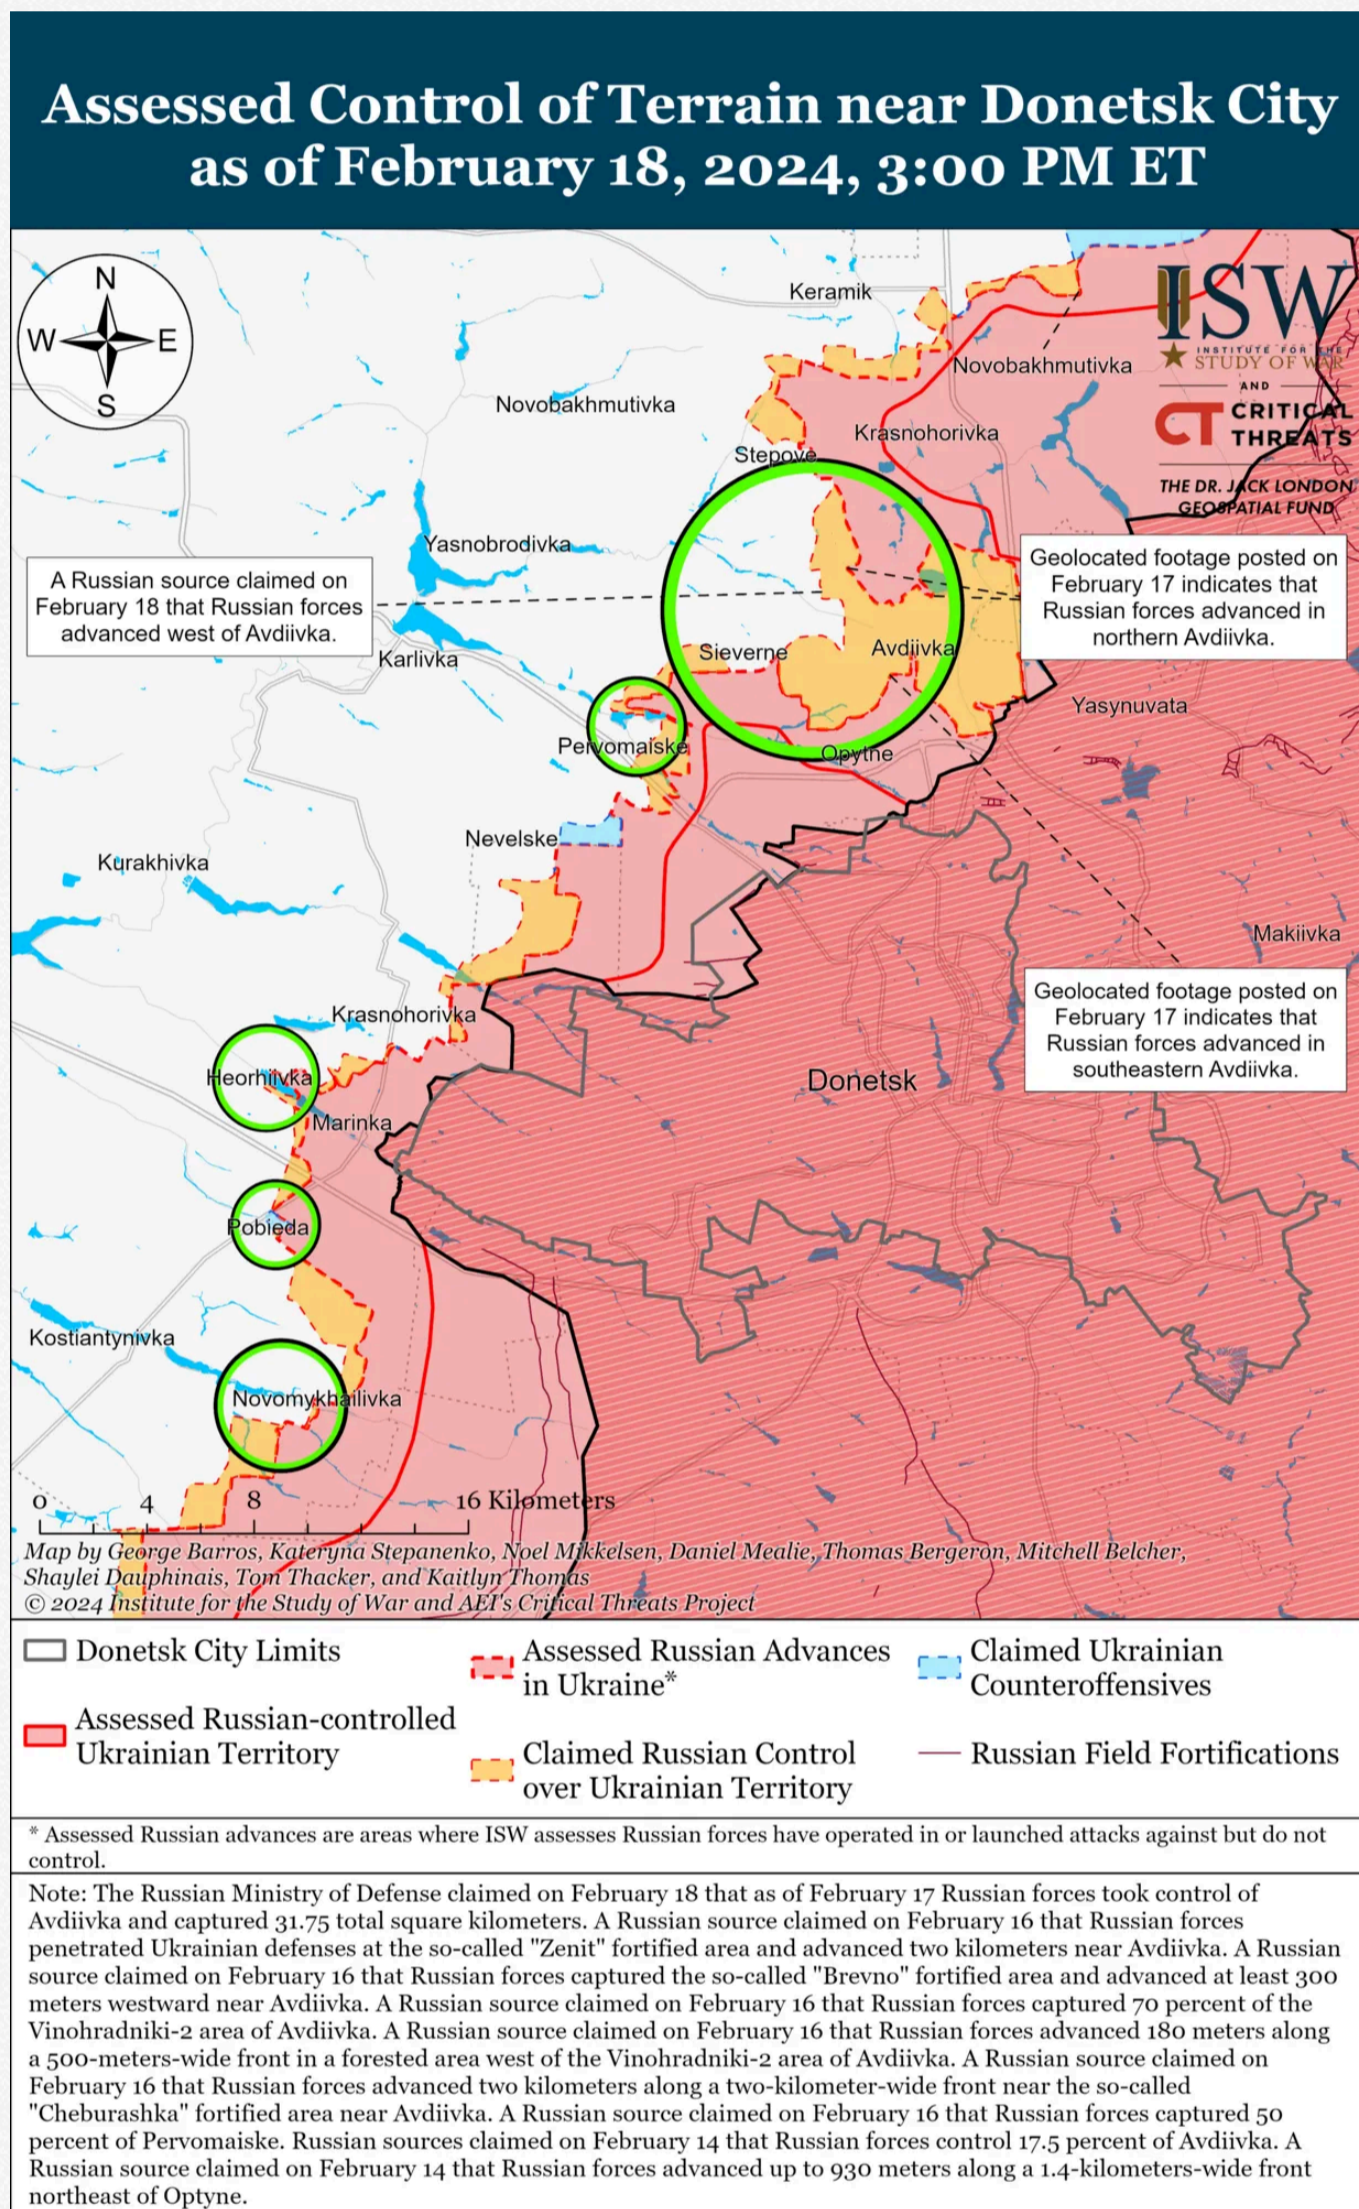 Assessed Control of Terrain near Donetsk City
as of February 18, 2024, 3:00 PM ET
N
W
E
S
Keramik
ISW
INSTITUTE FOR THE
STUDY OF WAR
AND
CT CRITICAL
THREATS
THE DR. JACK LONDON
GEOSPATIAL FUND
Novobakhmutivka
Novobakhmutivka
Krasnohorivka
Stepove
Yasnobrodivka
A Russian source claimed on
February 18 that Russian forces
advanced west of Avdiivka.
Geolocated footage posted on
February 17 indicates that
Russian forces advanced in
northern Avdiivka.
Karlivka
Sieverne
Avdiivka
Yasynuvata
Pervomaiske
Opytne
Nevelske
Kurakhivka
Makiivka
Geolocated footage posted on
February 17 indicates that
Russian forces advanced in
southeastern Avdiivka.
Krasnohorivka
Heorhiivka
Donetsk
Marinka
Pobieda
Kostiantynivka
Novomykhailivka
0 4 8 16 Kilometers
Map by George Barros, Kateryna Stepanenko, Noel Mikkelsen, Daniel Mealie, Thomas Bergeron, Mitchell Belcher,
Shaylei Dauphinais, Tom Thacker, and Kaitlyn Thomas
© 2024 Institute for the Study of War and AEI's Critical Threats Project
Donetsk City Limits
Assessed Russian-controlled
Ukrainian Territory
Assessed Russian Advances
in Ukraine*
Claimed Russian Control
over Ukrainian Territory
Claimed Ukrainian
Counteroffensives
Russian Field Fortifications
* Assessed Russian advances are areas where ISW assesses Russian forces have operated in or launched attacks against but do not
control.
Note: The Russian Ministry of Defense claimed on February 18 that as of February 17 Russian forces took control of
Avdiivka and captured 31.75 total square kilometers. A Russian source claimed on February 16 that Russian forces
penetrated Ukrainian defenses at the so-called "Zenit" fortified area and advanced two kilometers near Avdiivka. A Russian
source claimed on February 16 that Russian forces captured the so-called "Brevno" fortified area and advanced at least 300
meters westward near Avdiivka. A Russian source claimed on February 16 that Russian forces captured 70 percent of the
Vinohradniki-2 area of Avdiivka. A Russian source claimed on February 16 that Russian forces advanced 180 meters along
a 500-meters-wide front in a forested area west of the Vinohradniki-2 area of Avdiivka. A Russian source claimed on
February 16 that Russian forces advanced two kilometers along a two-kilometer-wide front near the so-called
"Cheburashka" fortified area near Avdiivka. A Russian source claimed on February 16 that Russian forces captured 50
percent of Pervomaiske. Russian sources claimed on February 14 that Russian forces control 17.5 percent of Avdiivka. A
Russian source claimed on February 14 that Russian forces advanced up to 930 meters along a 1.4-kilometers-wide front
northeast of Optyne.